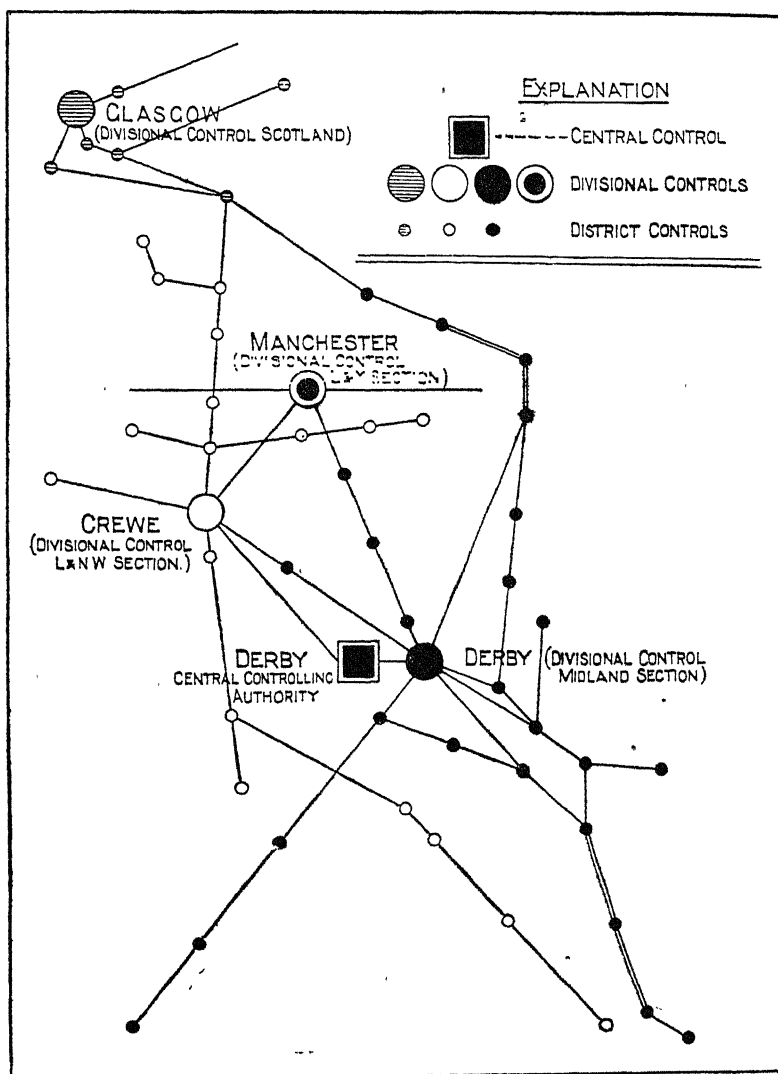 EXPLANATION
CENTRAL CONTROL
DIVISIONAL CONTROLS
DISTRICT CONTROLS
GLASGOW
(DIVISIONAL CONTROL SCOTLAND)
MANCHESTER
(DIVISIONAL CONTROL
L&Y SECTION)
CREWE
(DIVISIONAL CONTROL
L&NW SECTION.)
DERBY
CENTRAL CONTROLLING
AUTHORITY
DERBY (DIVISIONAL CONTROL
MIDLAND SECTION)